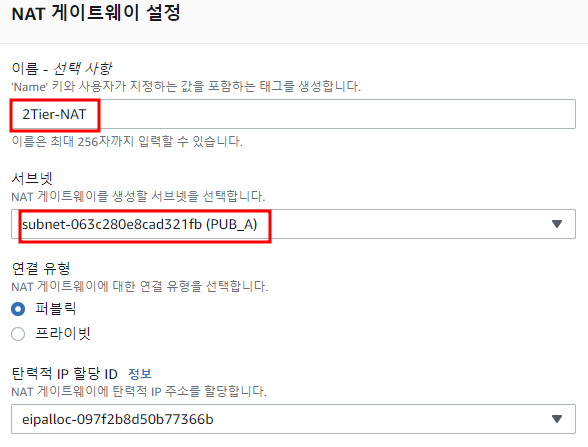 NAT 게이트웨이 설정
이름 - 선택 사항
'Name' 키와 사용자가 지정하는 값을 포함하는 태그를 생성합니다.
2Tier-NAT
이름은 최대 256자까지 입력할 수 있습니다.
서브넷
NAT 게이트웨이를 생성할 서브넷을 선택합니다.
subnet-063c280e8cad321fb (PUB_A)
연결 유형
NAT 게이트웨이에 대한 연결 유형을 선택합니다.
퍼블릭
프라이빗
탄력적 IP 할당 ID 정보
NAT 게이트웨이에 탄력적 IP 주소를 할당합니다.
eipalloc-097f2b8d50b77366b